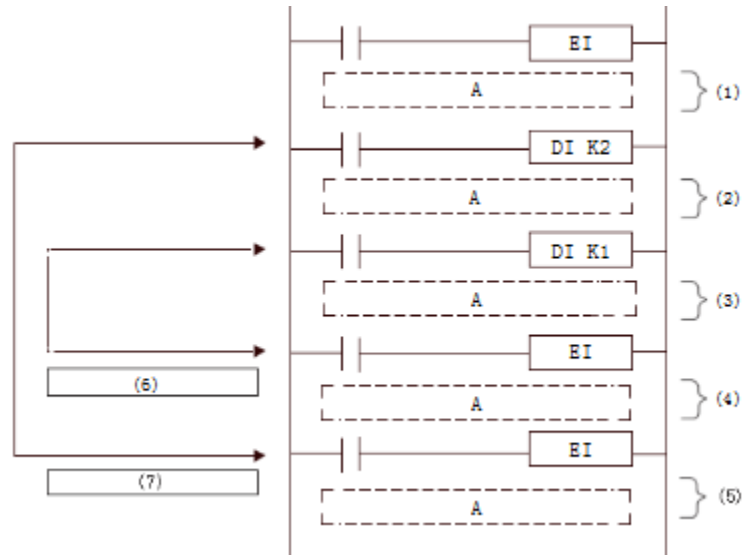 EI
A
(1)
DI K2
A
(2)
DI K1
A
(3)
EI
(6)
A
(4)
EI
(7)
A
(5)